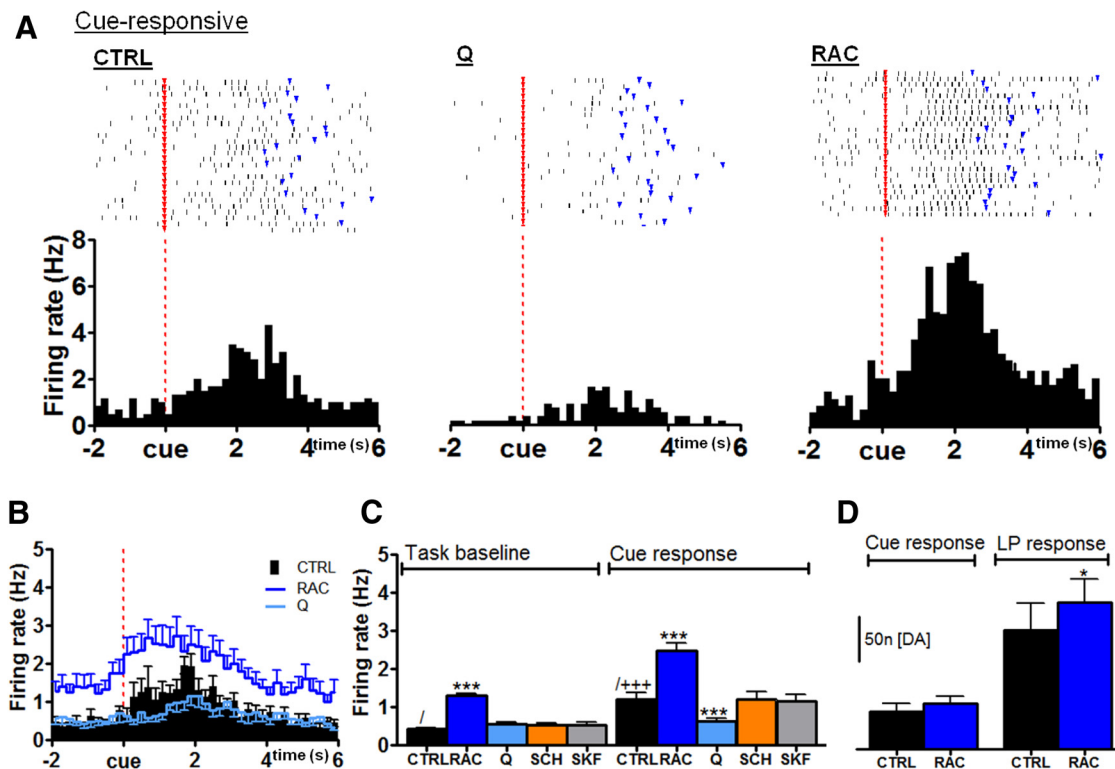 A
Cue-responsive
CTRL
Q
RAC
Firing rate (Hz)
8
6
4
2
0
-2 cue 2 4 time (s) 6
-2 cue 2 4 time (s) 6
-2 cue 2 4 time (s) 6
B
Firing rate (Hz)
5
4
3
2
1
0
CTRL
RAC
Q
-2 cue 2 4 time (s) 6
C
Task baseline
Cue response
Firing rate (Hz)
5
4
3
2
1
0
/ *** /+++ *** ***
CTRL RAC Q SCH SKF CTRL RAC Q SCH SKF
D
Cue response
LP response
*
50n [DA]
CTRL RAC CTRL RAC